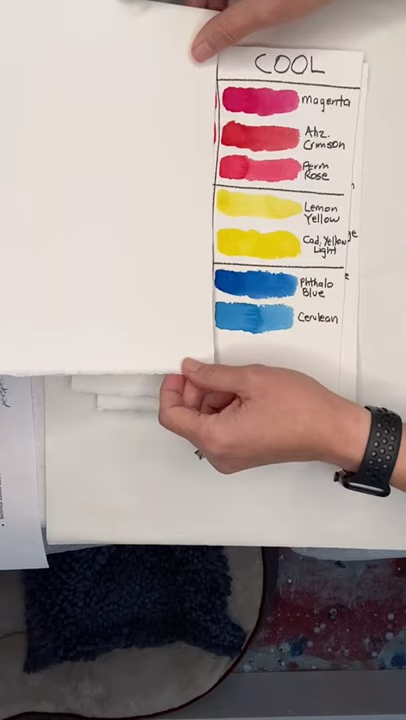 COOL
Magenta
Aliz.
Crimson
Perm
Rose
Lemon
Yellow
Cad. Yellow
Light
Phthalo
Blue
Cerulean